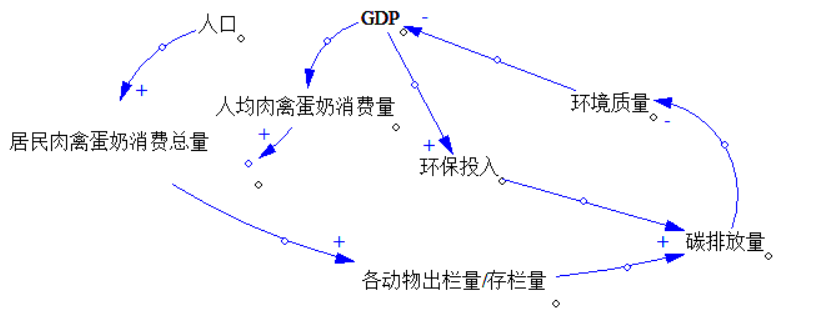 人口
GDP
-
+
人均肉禽蛋奶消费量
环境质量
-
居民肉禽蛋奶消费总量
+
+
环保投入
+
+
碳排放量
各动物出栏量/存栏量